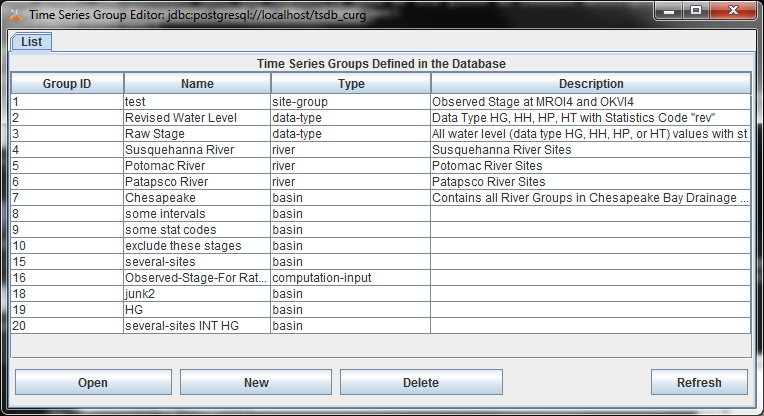 Time Series Group Editor: jdbc:postgresql://localhost/tsdb_curg
List
Time Series Groups Defined in the Database
Group ID Name Type Description
1 test site-group Observed Stage at MROI4 and OKVI4
2 Revised Water Level data-type Data Type HG, HH, HP, HT with Statistics Code "rev"
3 Raw Stage data-type All water level (data type HG, HH, HP, or HT) values with st
4 Susquehanna River river Susquehanna River Sites
5 Potomac River river Potomac River Sites
6 Patapsco River river Patapsco River Sites
7 Chesapeake basin Contains all River Groups in Chesapeake Bay Drainage ...
8 some intervals basin
9 some stat codes basin
10 exclude these stages basin
15 several-sites basin
16 Observed-Stage-For Rat... computation-input
18 junk2 basin
19 HG basin
20 several-sites INT HG basin
Open New Delete Refresh